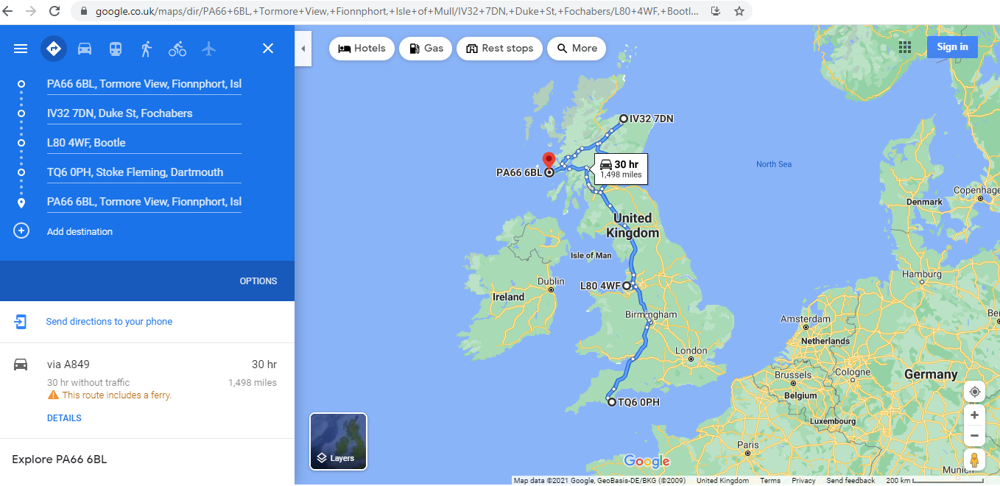 google.co.uk/maps/dir/PA66+6BL,+Tormore+View,+Fionnphort,+Isle+of+Mull/IV32+7DN,+Duke+St,+Fochabers/L80+4WF,+Bootl...
PA66 6BL, Tormore View, Fionnphort, Isl
IV32 7DN, Duke St, Fochabers
L80 4WF, Bootle
TQ6 0PH, Stoke Fleming, Dartmouth
PA66 6BL, Tormore View, Fionnphort, Isl
Add destination
OPTIONS
Send directions to your phone
via A849 30 hr
30 hr without traffic 1,498 miles
This route includes a ferry.
DETAILS
Explore PA66 6BL
Hotels Gas Rest stops More
Sign in
IV32 7DN
PA66 6BL
30 hr
1,498 miles
North Sea
Copenhage
Denmark
United
Kingdom
Isle of Man
Hamburg
Dublin
L80 4WF
Ireland
Birmingham
Amsterdam
Be
Netherlands
London
Brussels
Cologne
Germany
Belgium
TQ6 0PH
Luxembourg
Paris
Layers
Google
Munich
Map data ©2021 Google, GeoBasis-DE/BKG (©2009) United Kingdom Terms Privacy Send feedback 200 km